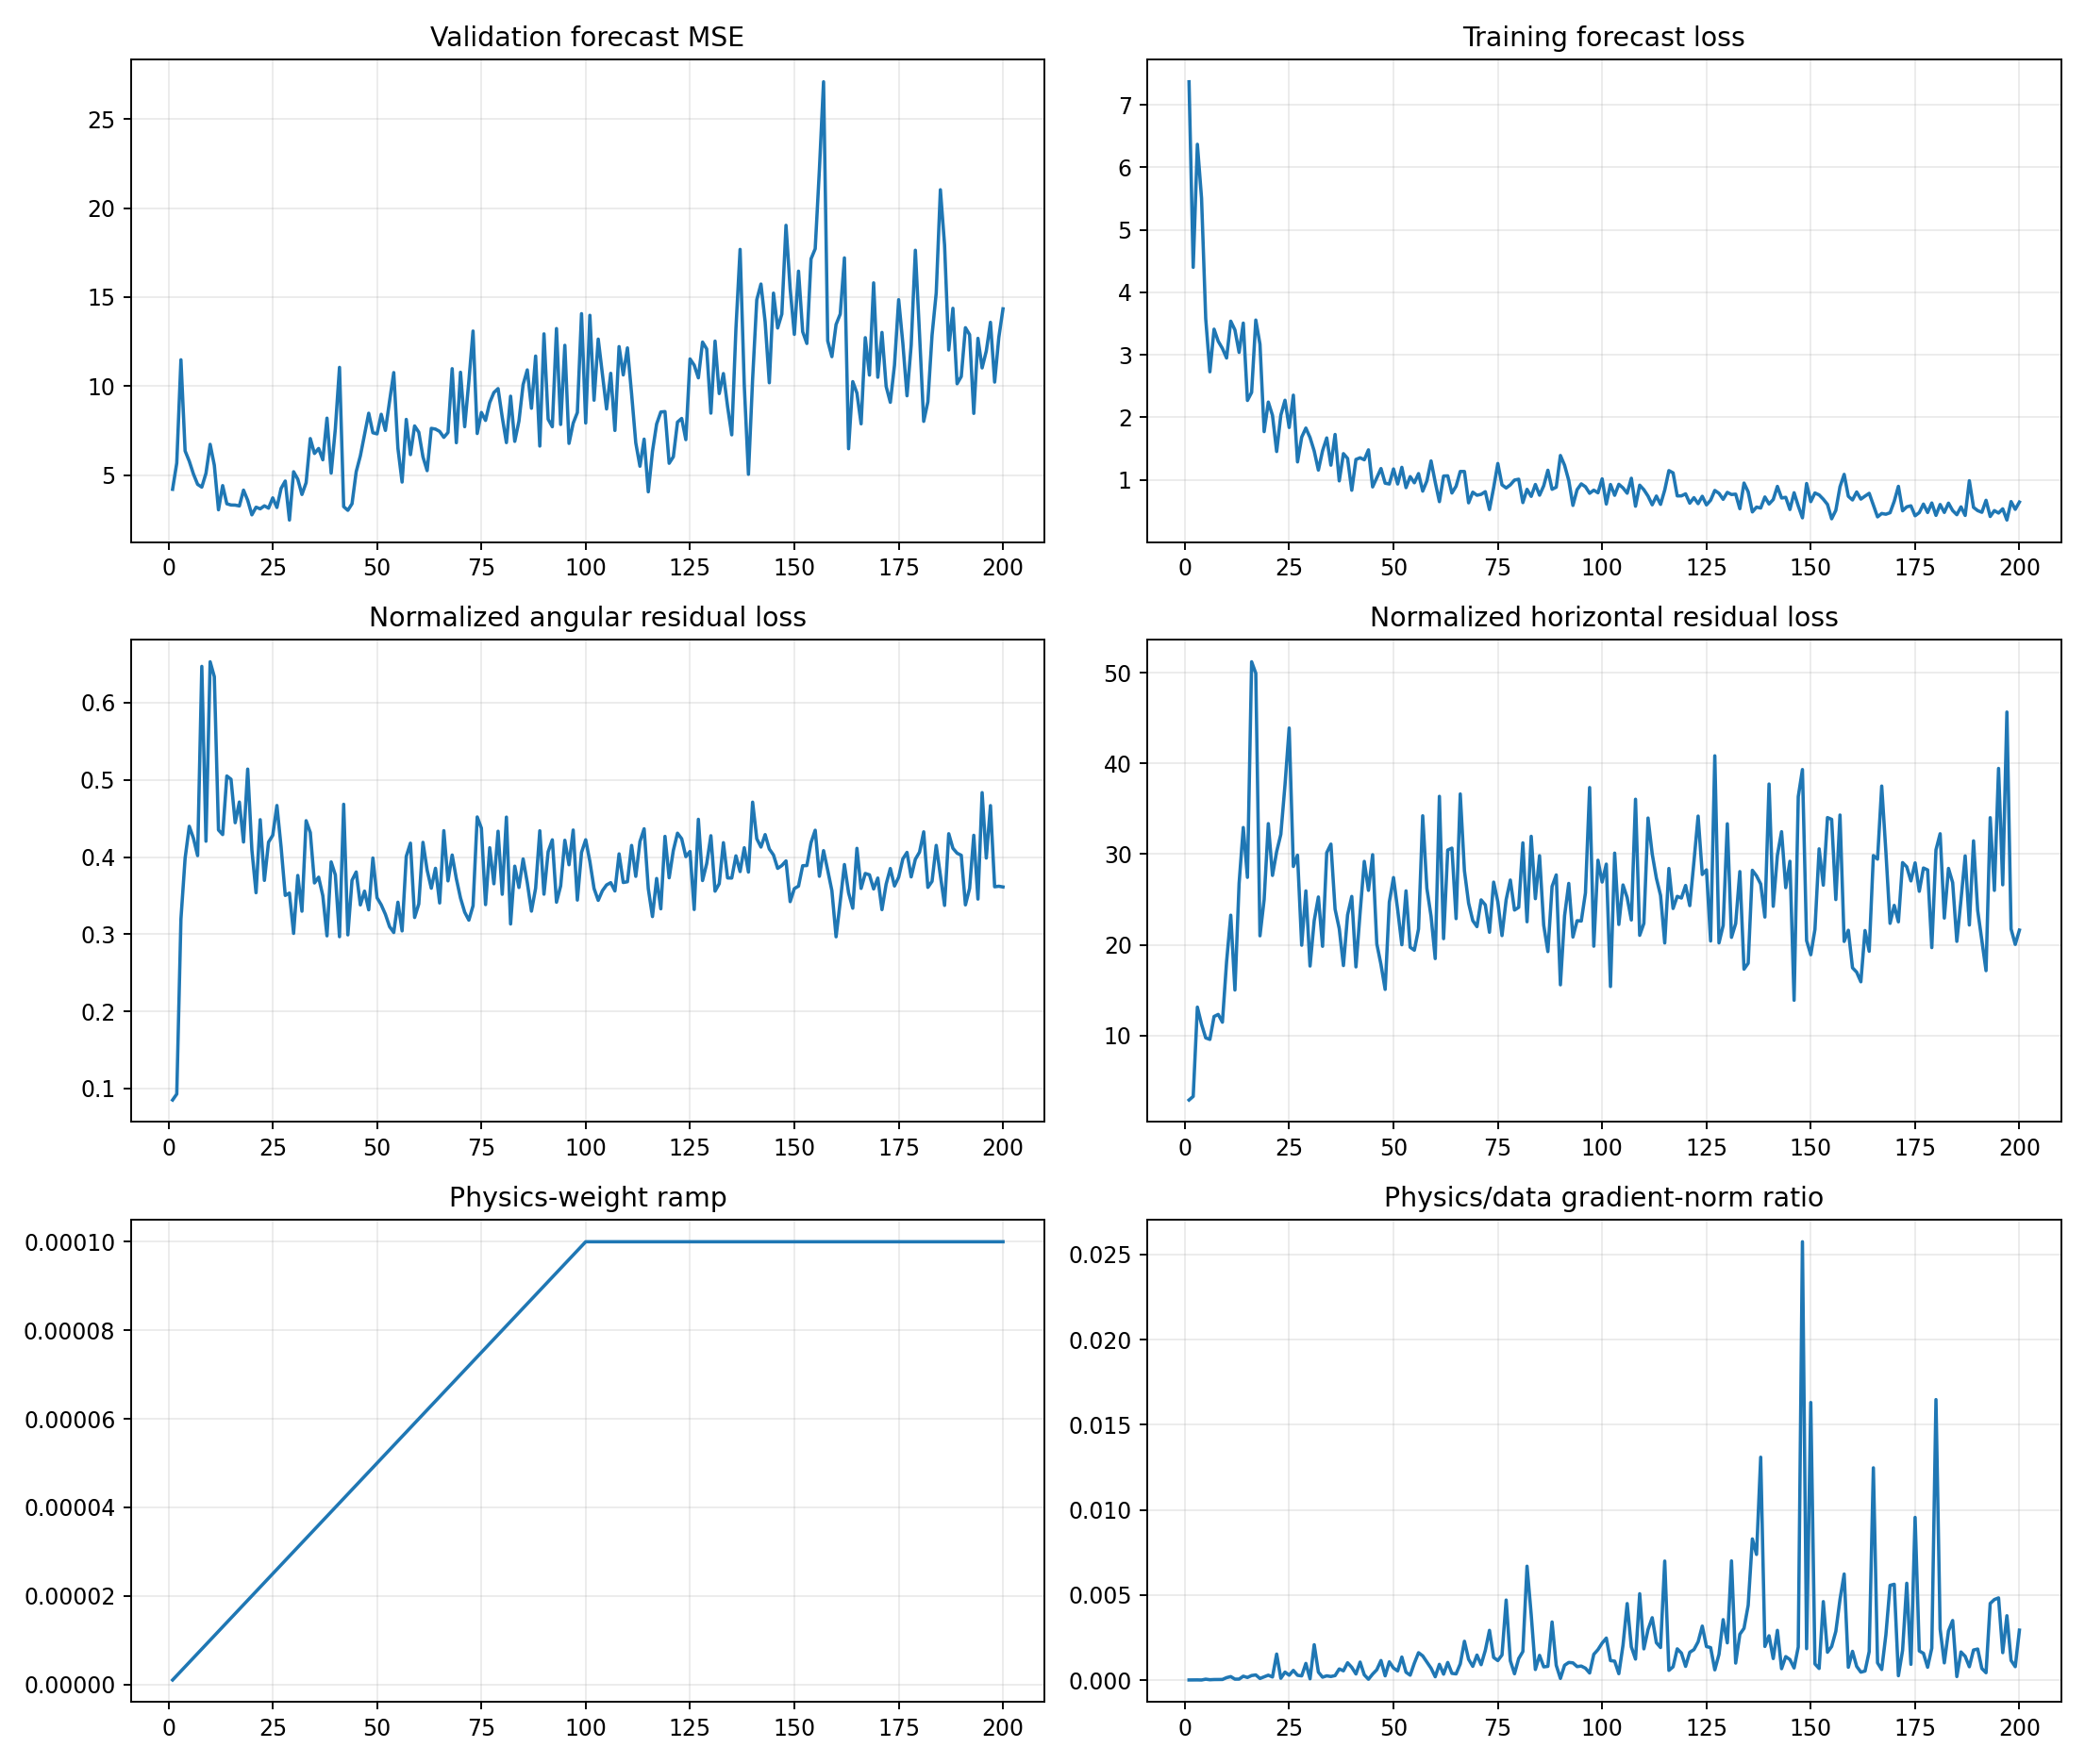 Validation forecast MSE
25
20
15
10
5
0 25 50 75 100 125 150 175 200
Training forecast loss
7
6
5
4
3
2
1
0 25 50 75 100 125 150 175 200
Normalized angular residual loss
0.6
0.5
0.4
0.3
0.2
0.1
0 25 50 75 100 125 150 175 200
Normalized horizontal residual loss
50
40
30
20
10
0 25 50 75 100 125 150 175 200
Physics-weight ramp
0.00010
0.00008
0.00006
0.00004
0.00002
0.00000
0 25 50 75 100 125 150 175 200
Physics/data gradient-norm ratio
0.025
0.020
0.015
0.010
0.005
0.000
0 25 50 75 100 125 150 175 200